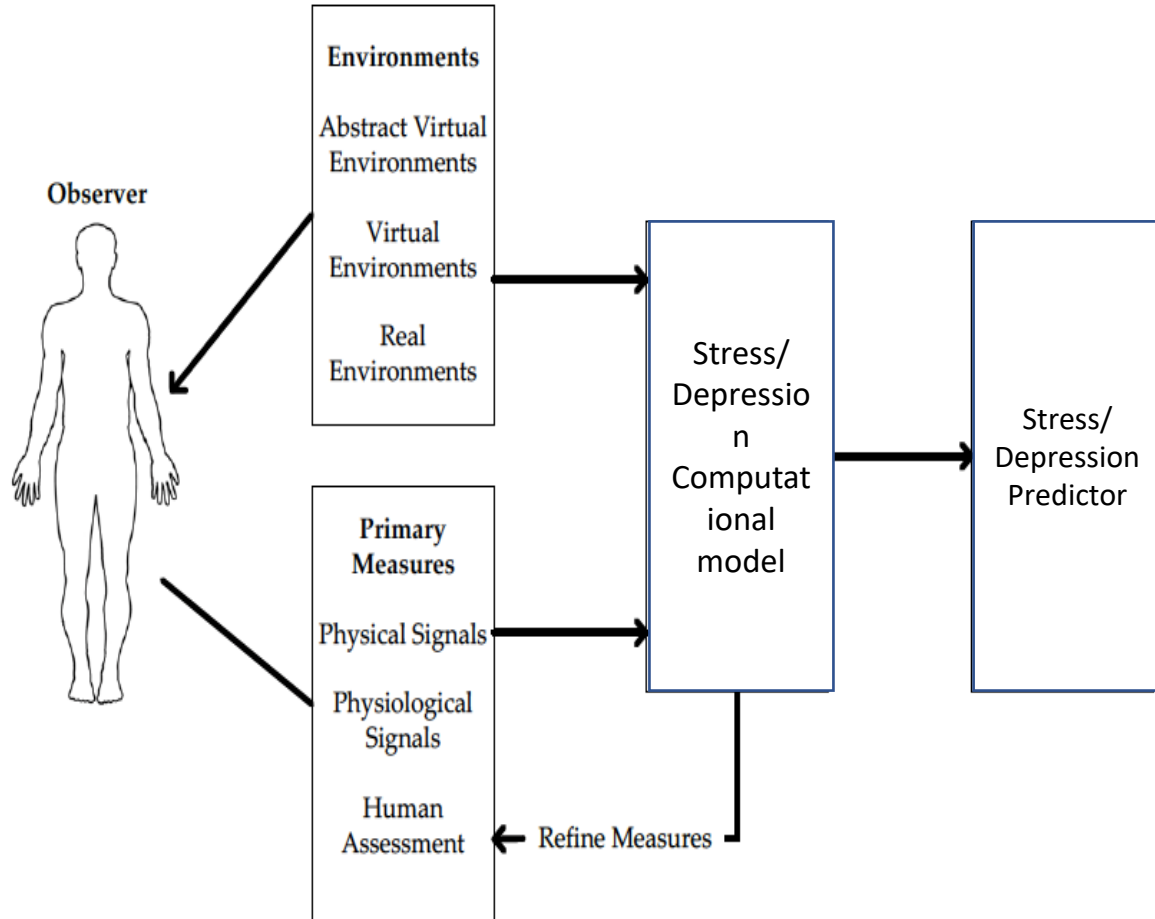 Observer
Environments
Abstract Virtual
Environments
Virtual
Environments
Real
Environments
Primary
Measures
Physical Signals
Physiological
Signals
Human
Assessment
Refine Measures
Stress/
Depressio
n
Computat
ional
model
Stress/
Depression
Predictor